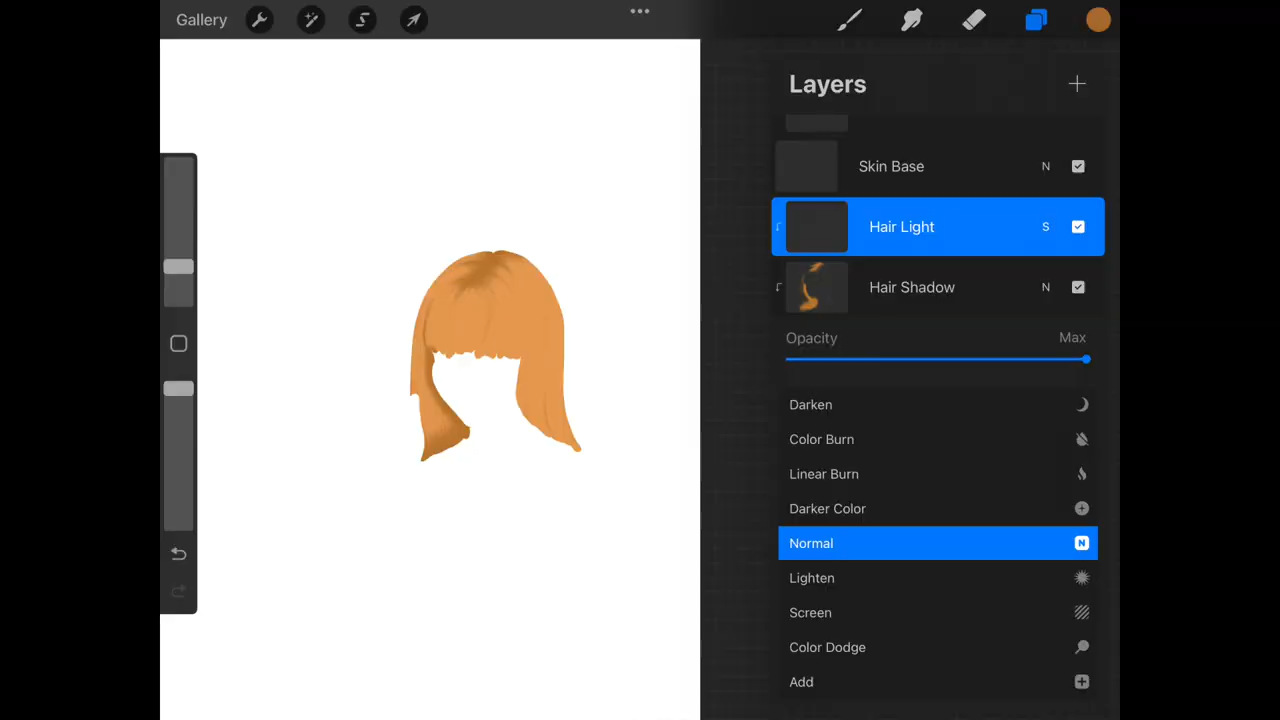 Gallery
Layers
Skin Base N
Hair Light S
Hair Shadow N
Opacity Max
Darken
Color Burn
Linear Burn
Darker Color
Normal N
Lighten
Screen
Color Dodge
Add